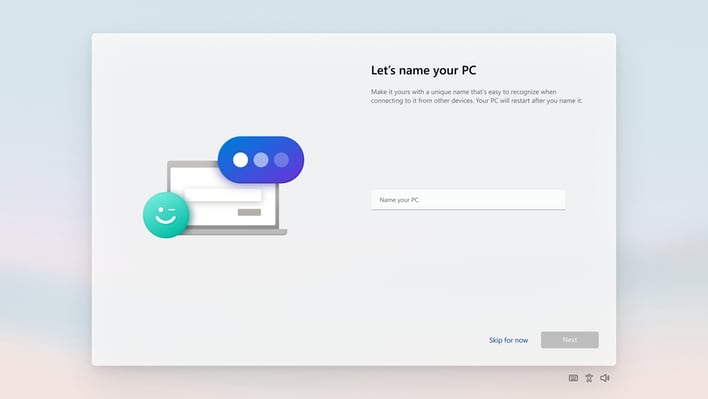 Let's name your PC
Make it yours with a unique name that's easy to recognize when
connecting to it from other devices. Your PC will restart after you name it.
Name your PC
Skip for now
Next